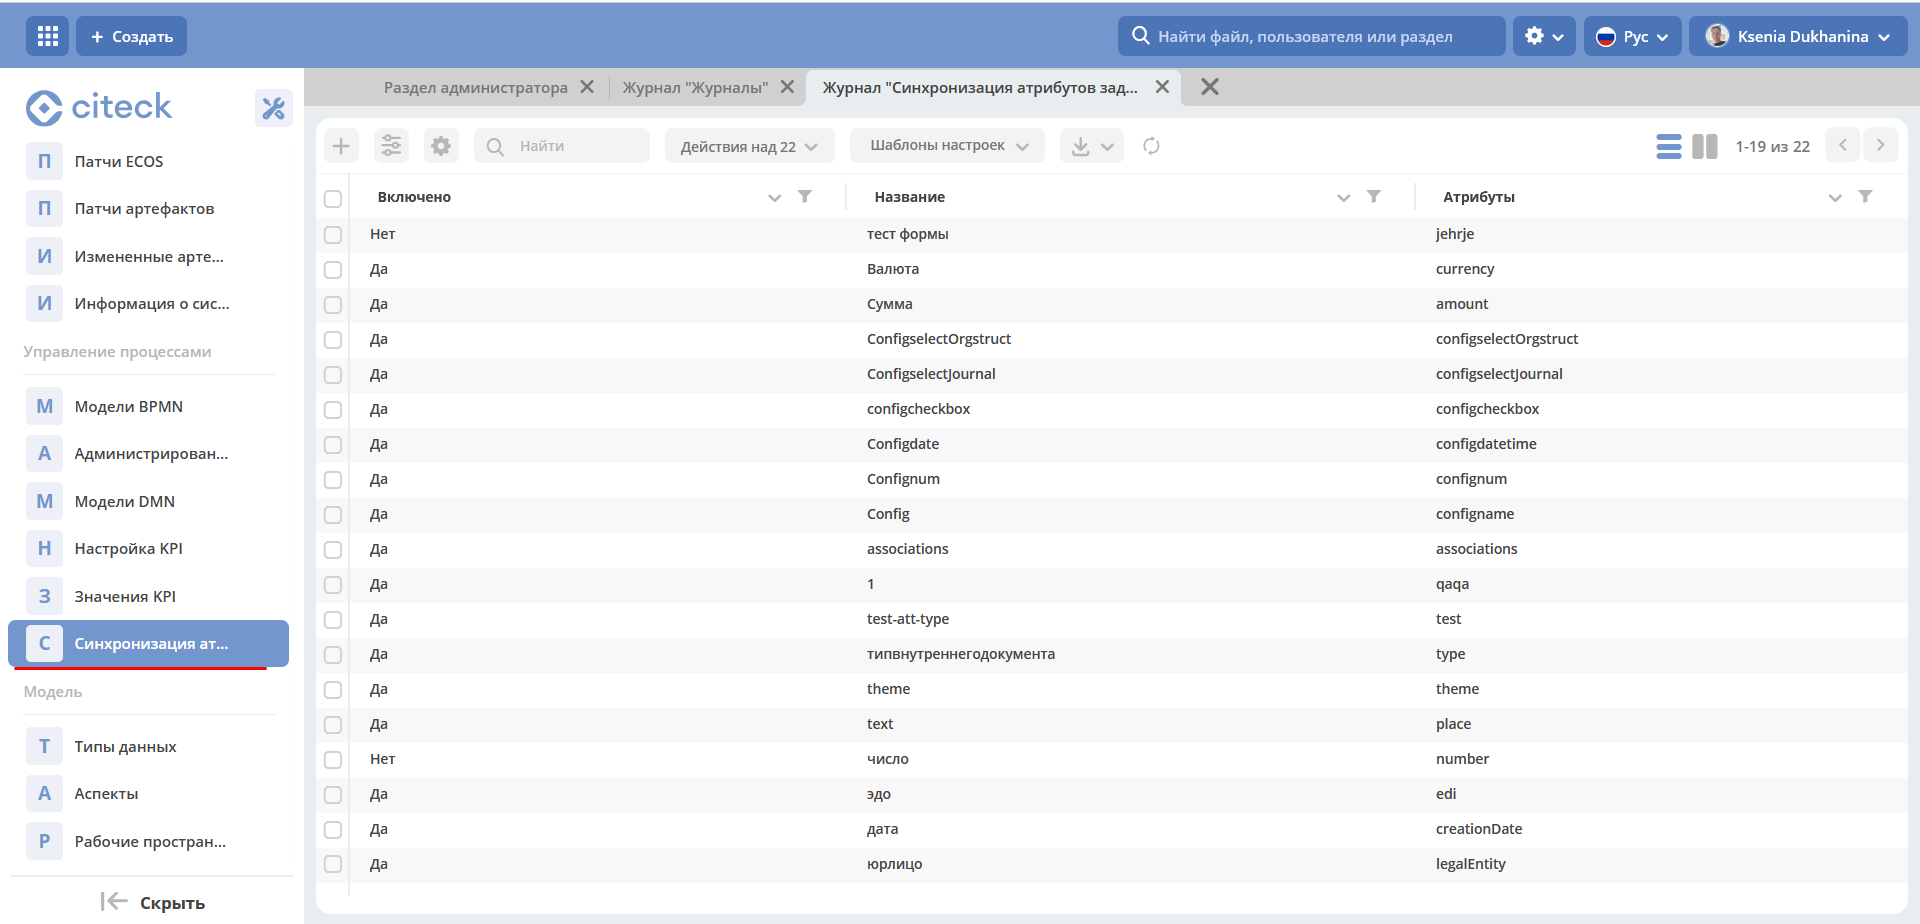 + Создать
Найти файл, пользователя или раздел
Рус
Ksenia Dukhanina
citeck
П Патчи ECOS
П Патчи артефактов
И Измененные арте...
И Информация о сис...
Управление процессами
М Модели BPMN
А Администрирован...
М Модели DMN
Н Настройка KPI
З Значения KPI
С Синхронизация ат...
Модель
Т Типы данных
А Аспекты
Р Рабочие простран...
Скрыть
Раздел администратора
Журнал "Журналы"
Журнал "Синхронизация атрибутов зад...
Найти
Действия над 22
Шаблоны настроек
1-19 из 22
Включено Название Атрибуты
Нет тест формы jehrje
Да Валюта currency
Да Сумма amount
Да ConfigselectOrgstruct configselectOrgstruct
Да ConfigselectJournal configselectJournal
Да configcheckbox configcheckbox
Да Configdate configdatetime
Да Confignum confignum
Да Config configname
Да associations associations
Да 1 qaqa
Да test-att-type test
Да типвнутреннегодокумента type
Да theme theme
Да text place
Нет число number
Да эдо edi
Да дата creationDate
Да юрлицо legalEntity